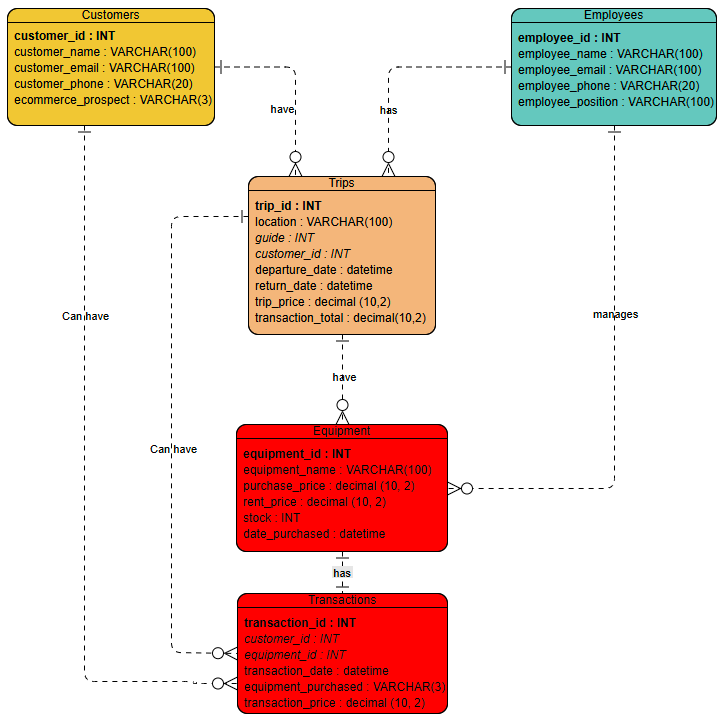 Customers
customer_id : INT
customer_name : VARCHAR(100)
customer_email : VARCHAR(100)
customer_phone : VARCHAR(20)
ecommerce_prospect : VARCHAR(3)
Employees
employee_id : INT
employee_name : VARCHAR(100)
employee_email : VARCHAR(100)
employee_phone : VARCHAR(20)
employee_position : VARCHAR(100)
have
has
Trips
trip_id : INT
location : VARCHAR(100)
guide : INT
customer_id : INT
departure_date : datetime
return_date : datetime
trip_price : decimal (10,2)
transaction_total : decimal(10,2)
Can have
manages
have
Can have
Equipment
equipment_id : INT
equipment_name : VARCHAR(100)
purchase_price : decimal (10, 2)
rent_price : decimal (10, 2)
stock : INT
date_purchased : datetime
has
Transactions
transaction_id : INT
customer_id : INT
equipment_id : INT
transaction_date : datetime
equipment_purchased : VARCHAR(3)
transaction_price : decimal (10, 2)